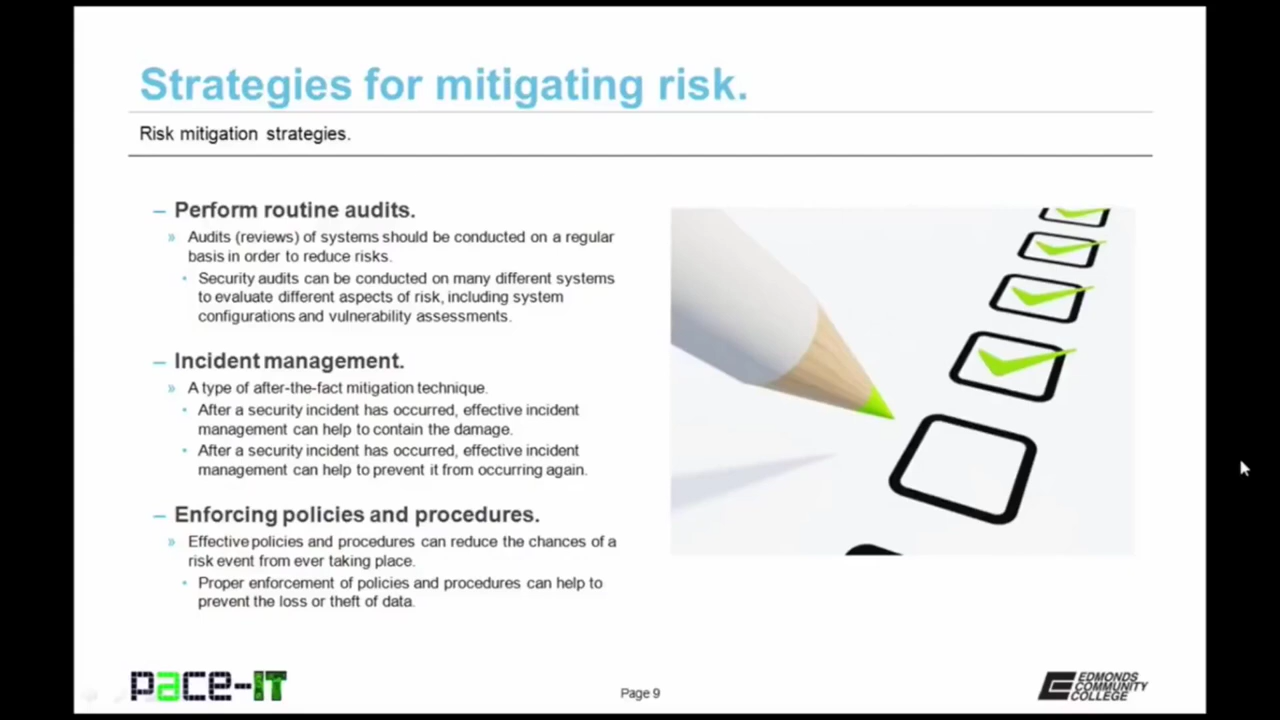 Strategies for mitigating risk.
Risk mitigation strategies.
– Perform routine audits.
» Audits (reviews) of systems should be conducted on a regular
basis in order to reduce risks.
• Security audits can be conducted on many different systems
to evaluate different aspects of risk, including system
configurations and vulnerability assessments.
– Incident management.
» A type of after-the-fact mitigation technique.
• After a security incident has occurred, effective incident
management can help to contain the damage.
• After a security incident has occurred, effective incident
management can help to prevent it from occurring again.
– Enforcing policies and procedures.
» Effective policies and procedures can reduce the chances of a
risk event from ever taking place.
• Proper enforcement of policies and procedures can help to
prevent the loss or theft of data.
pace-IT
Page 9
EDMONDS
COMMUNITY
COLLEGE